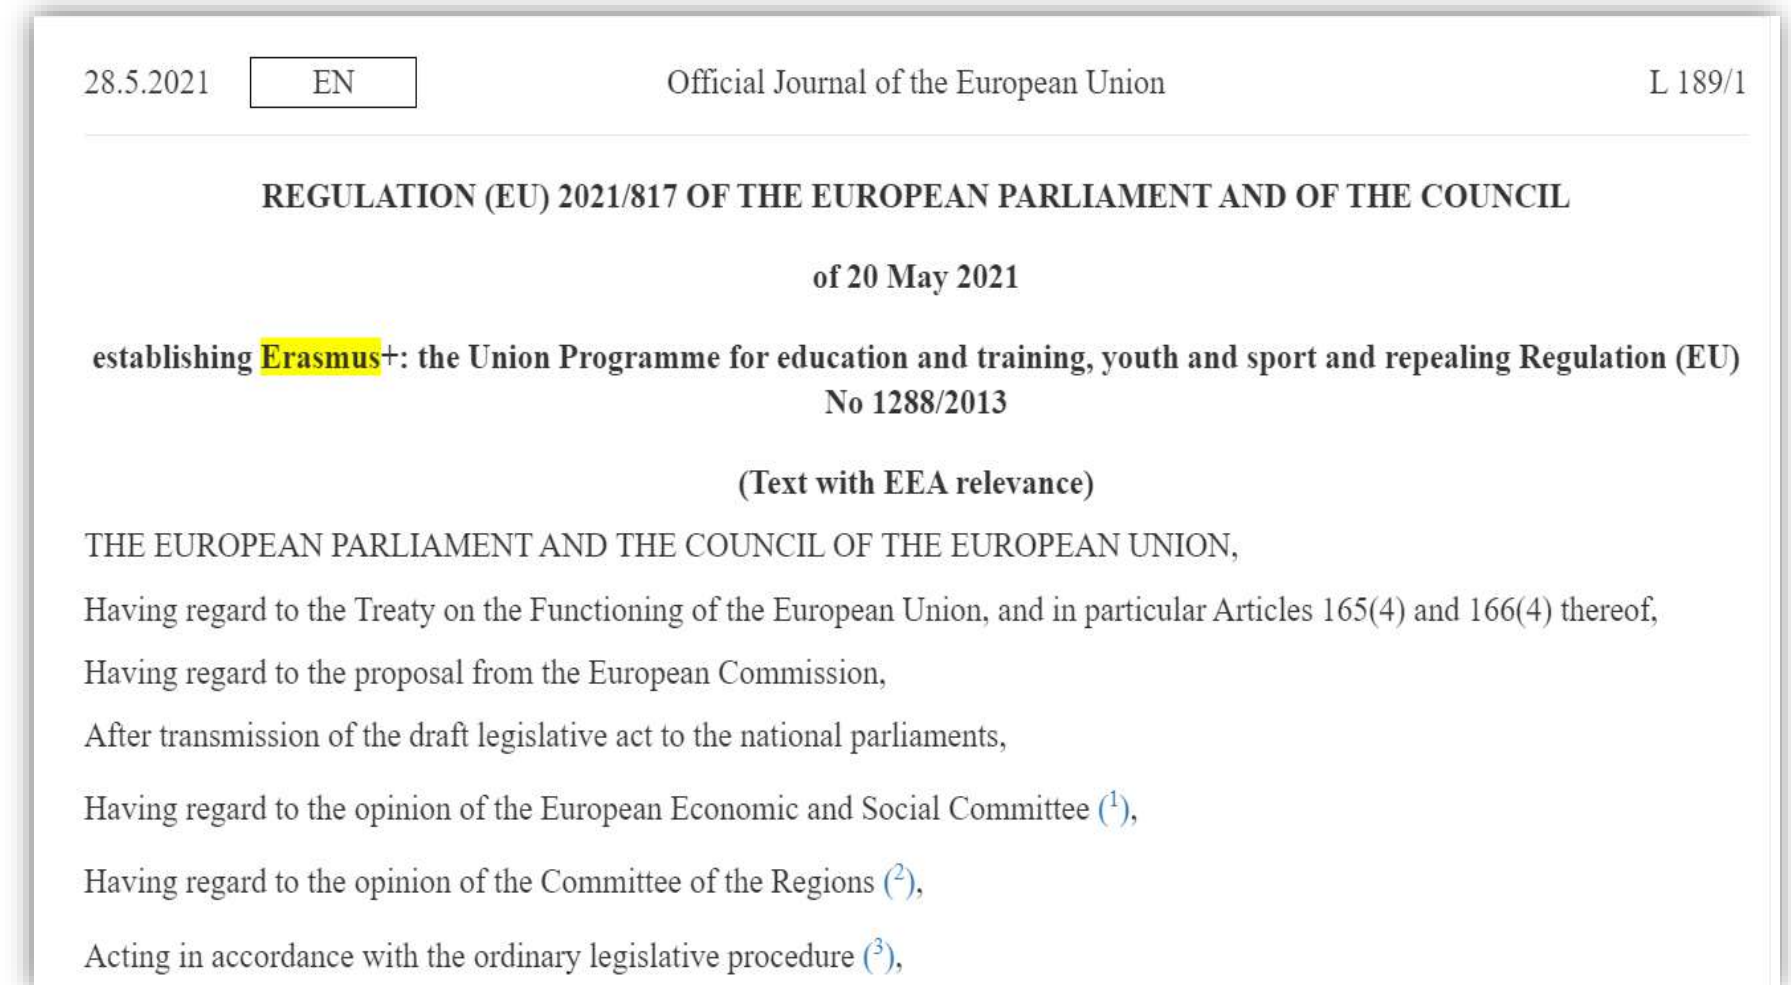 28.5.2021 EN Official Journal of the European Union L 189/1
REGULATION (EU) 2021/817 OF THE EUROPEAN PARLIAMENT AND OF THE COUNCIL
of 20 May 2021
establishing Erasmus+: the Union Programme for education and training, youth and sport and repealing Regulation (EU)
No 1288/2013
(Text with EEA relevance)
THE EUROPEAN PARLIAMENT AND THE COUNCIL OF THE EUROPEAN UNION,
Having regard to the Treaty on the Functioning of the European Union, and in particular Articles 165(4) and 166(4) thereof,
Having regard to the proposal from the European Commission,
After transmission of the draft legislative act to the national parliaments,
Having regard to the opinion of the European Economic and Social Committee (1),
Having regard to the opinion of the Committee of the Regions (2),
Acting in accordance with the ordinary legislative procedure (3),